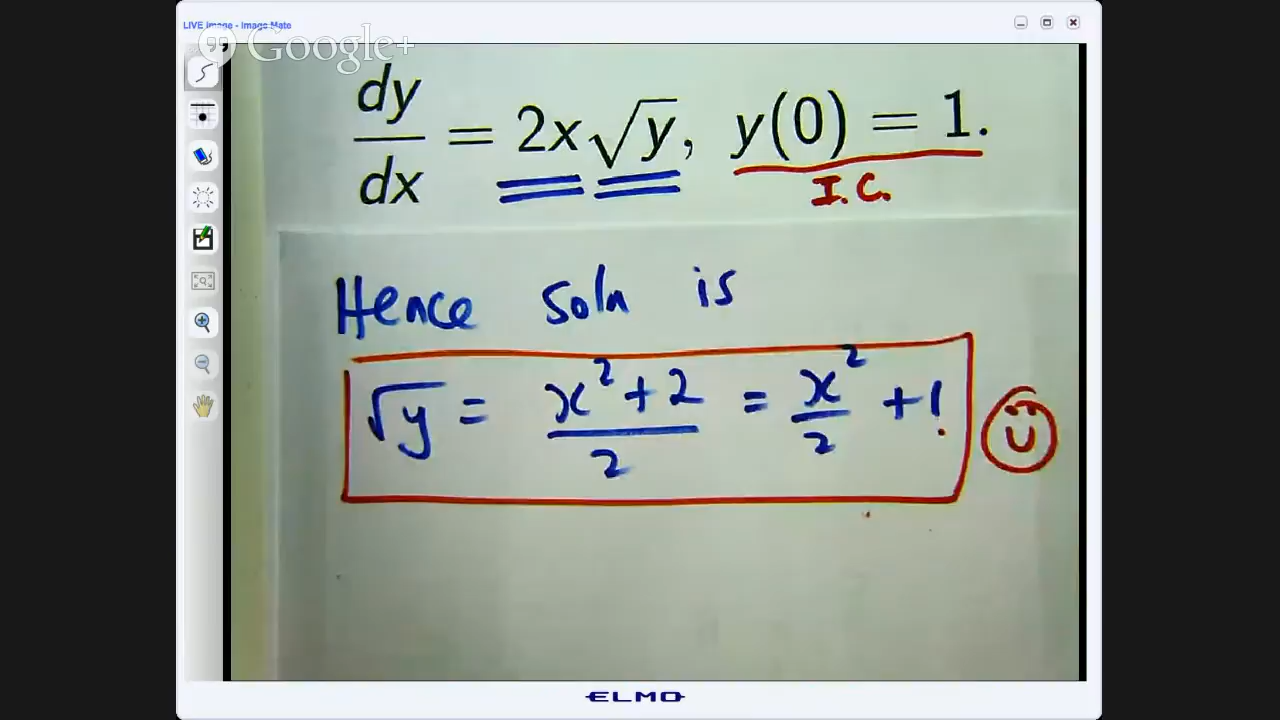 LIVE image - Image Mate
Google+
dy/dx = 2x√y, y(0) = 1.
I.C.
Hence soln is
√y = x²+2/2 = x²/2 + 1
ELMO